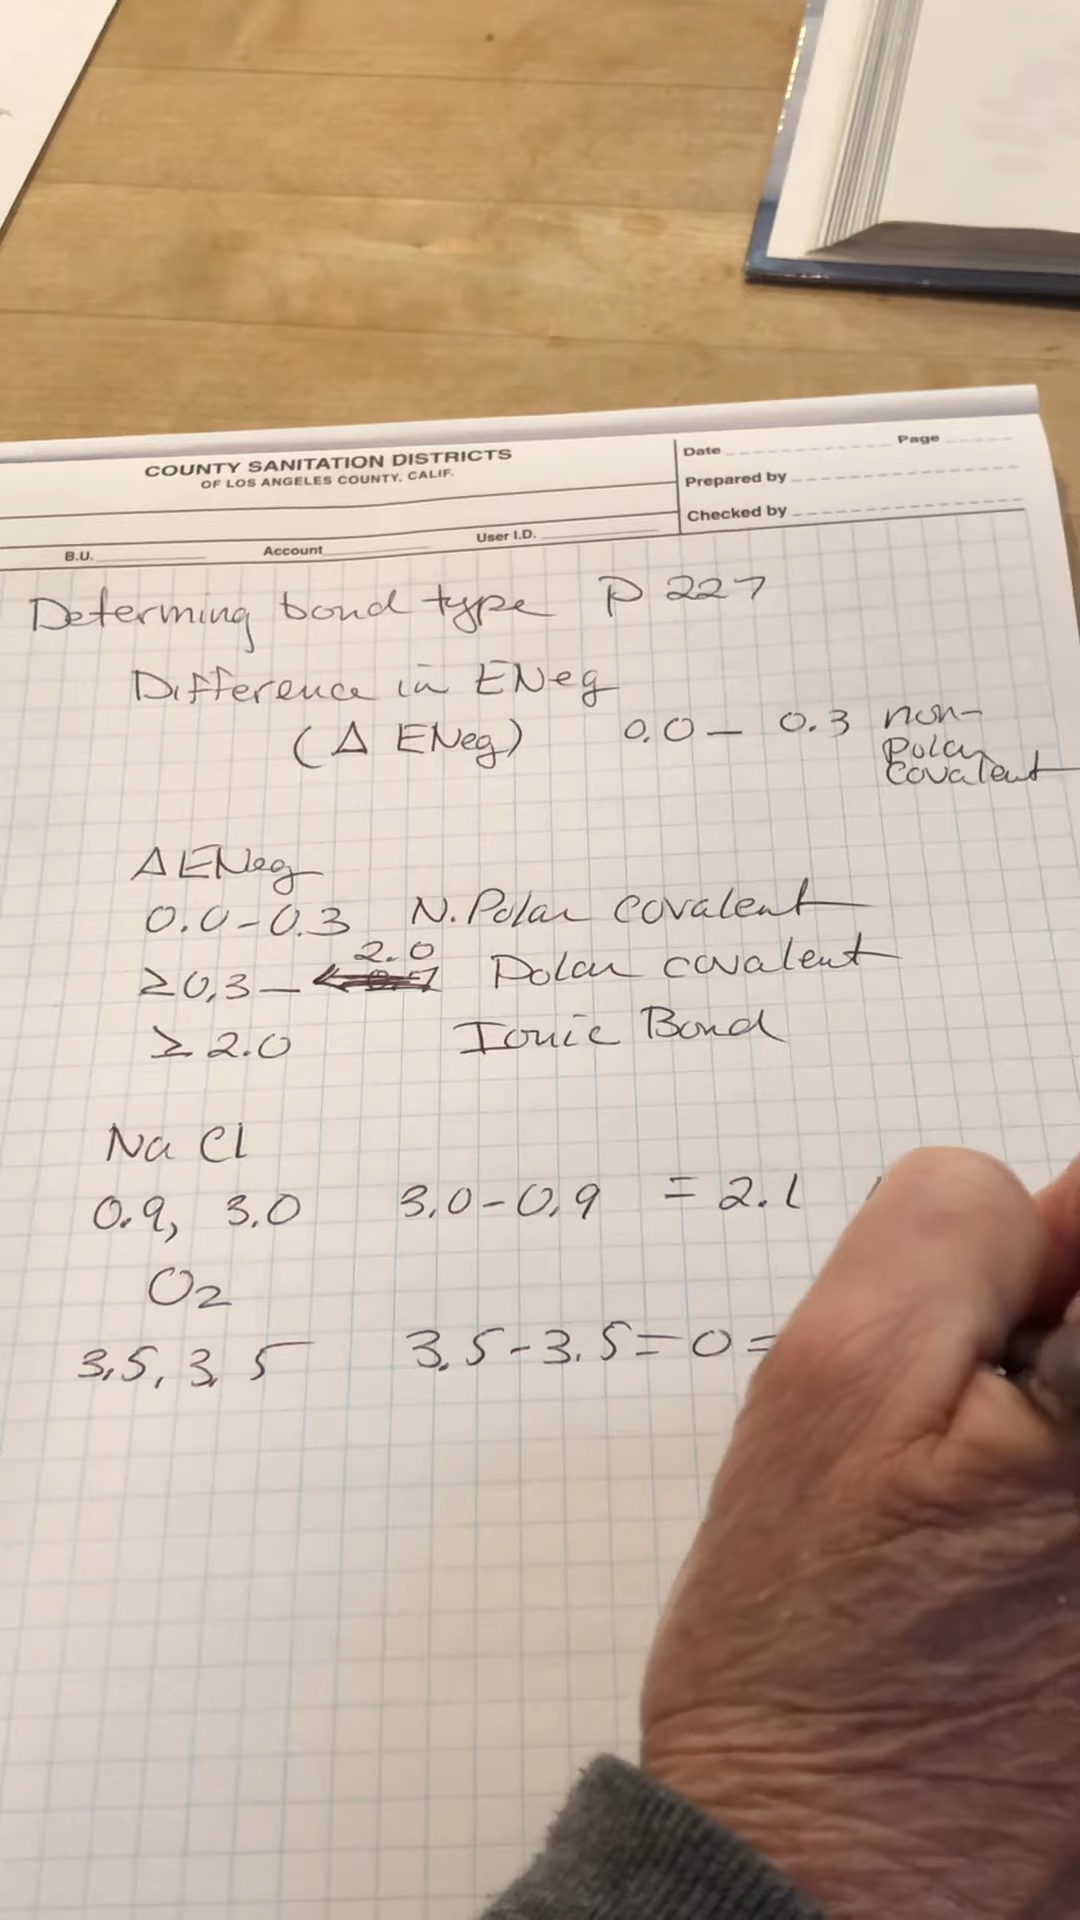 COUNTY SANITATION DISTRICTS
OF LOS ANGELES COUNTY, CALIF.
Date
Page
Prepared by
Checked by
B.U.
Account
User I.D.
Determing bond type P 227
Difference in ENeg
(Δ ENeg) 0.0 – 0.3 non-
polar
covalent
Δ ENeg
0.0-0.3 N. Polar covalent
2.0
≥0.3 – Polar covalent
≥ 2.0 Ionic Bond
Na Cl
0.9, 3.0 3.0-0.9 = 2.1
O2
3.5, 3.5 3.5-3.5=0=